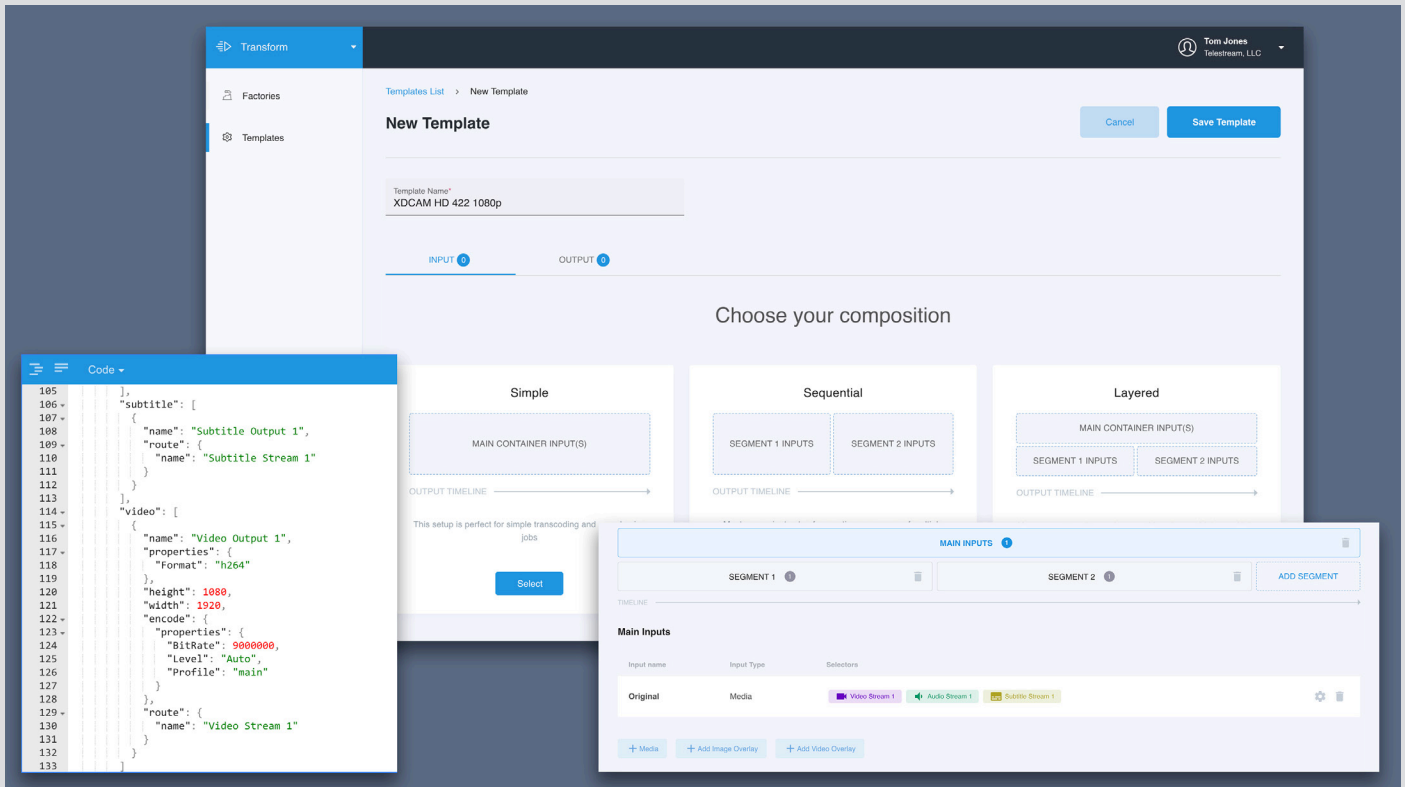 Transform
Tom Jones
Telestream, LLC
Factories
Templates
Templates List > New Template
New Template
Cancel
Save Template
Template Name*
XDCAM HD 422 1080p
INPUT 0
OUTPUT 0
Choose your composition
Simple
MAIN CONTAINER INPUT(S)
OUTPUT TIMELINE
This setup is perfect for simple transcoding and
jobs
Select
Sequential
SEGMENT 1 INPUTS
SEGMENT 2 INPUTS
OUTPUT TIMELINE
Layered
MAIN CONTAINER INPUT(S)
SEGMENT 1 INPUTS
SEGMENT 2 INPUTS
OUTPUT TIMELINE
Code
105 ],
106 "subtitle": [
107 {
108 "name": "Subtitle Output 1",
109 "route": {
110 "name": "Subtitle Stream 1"
111 }
112 }
113 ],
114 "video": [
115 {
116 "name": "Video Output 1",
117 "properties": {
118 "Format": "h264"
119 },
120 "height": 1080,
121 "width": 1920,
122 "encode": {
123 "properties": {
124 "BitRate": 9000000,
125 "Level": "Auto",
126 "Profile": "main"
127 }
128 },
129 "route": {
130 "name": "Video Stream 1"
131 }
132 }
133 ]
MAIN INPUTS 1
SEGMENT 1 1
SEGMENT 2 1
ADD SEGMENT
TIMELINE
Main Inputs
Input name Input Type Selectors
Original Media Video Stream 1 Audio Stream 1 Subtitle Stream 1
+ Media + Add Image Overlay + Add Video Overlay